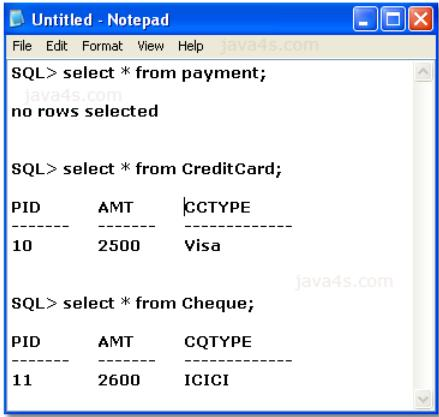 Untitled - Notepad
File Edit Format View Help java4s.com
SQL> select * from payment;
java4s.com
no rows selected
SQL> select * from CreditCard;
PID AMT CCTYPE
------- ------- -------------
10 2500 Visa
java4s.com
SQL> select * from Cheque;
PID AMT CQTYPE
------- ------- -------------
11 2600 ICICI